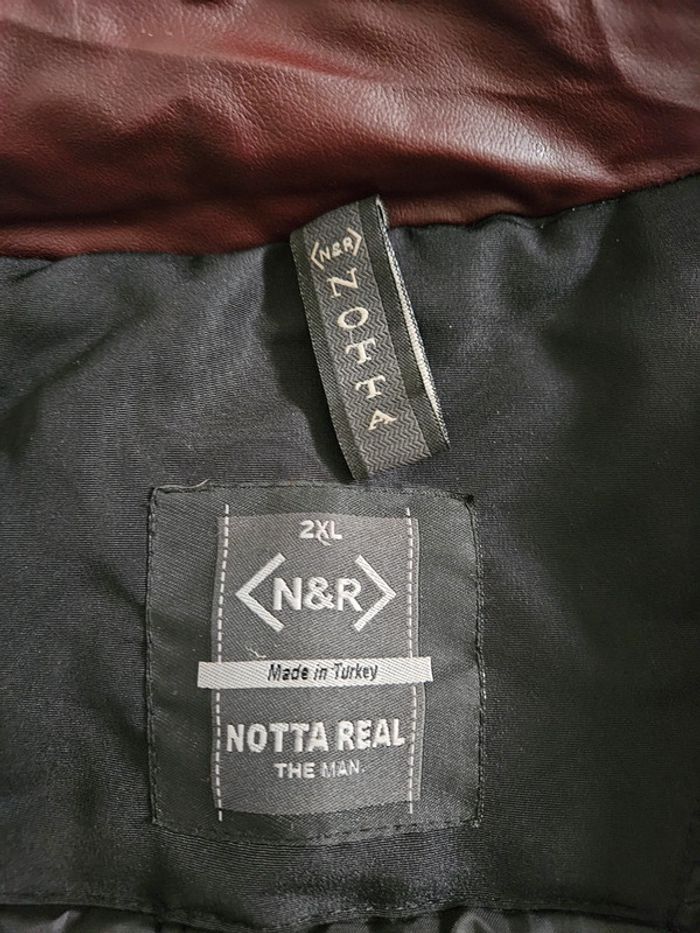 <N&R> NOTTA
2XL
<N&R>
Made in Turkey
NOTTA REAL
THE MAN.